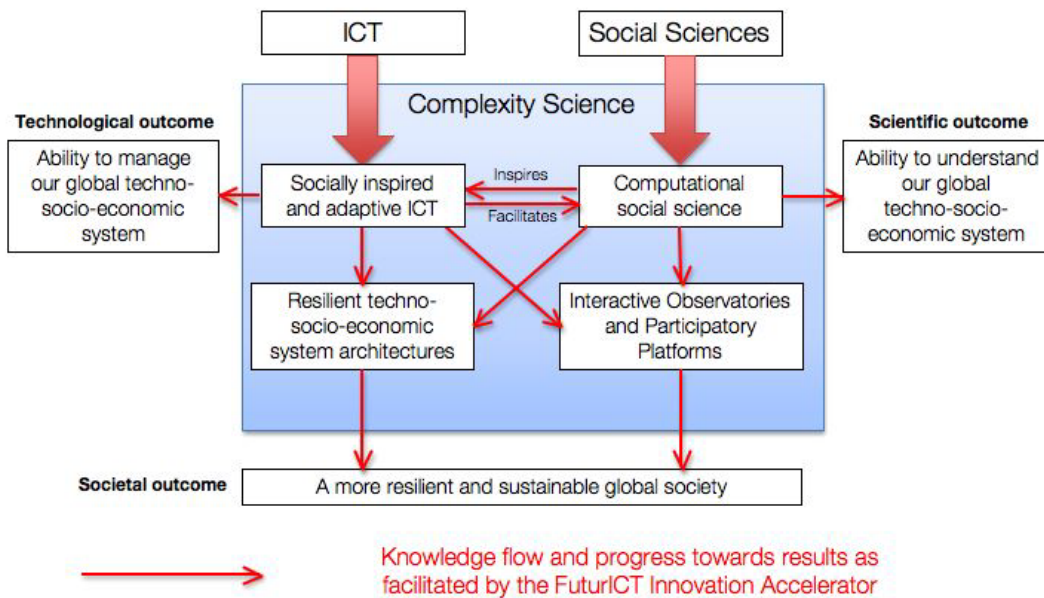 ICT
Social Sciences
Complexity Science
Technological outcome
Ability to manage
our global techno-
socio-economic
system
Socially inspired
and adaptive ICT
Inspires
Facilitates
Computational
social science
Scientific outcome
Ability to understand
our global
techno-socio-
economic system
Resilient techno-
socio-economic
system architectures
Interactive Observatories
and Participatory
Platforms
Societal outcome
A more resilient and sustainable global society
Knowledge flow and progress towards results as
facilitated by the FuturICT Innovation Accelerator